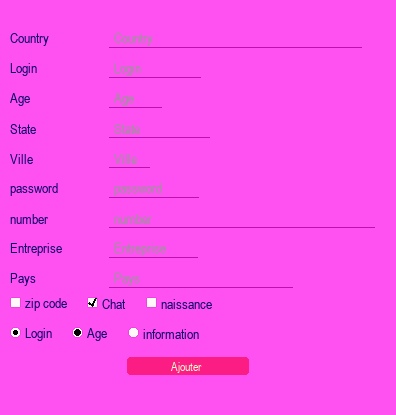 Country Country
Login Login
Age Age
State State
Ville Ville
password password
number number
Entreprise Entreprise
Pays Pays
zip code Chat naissance
Login Age information
Ajouter